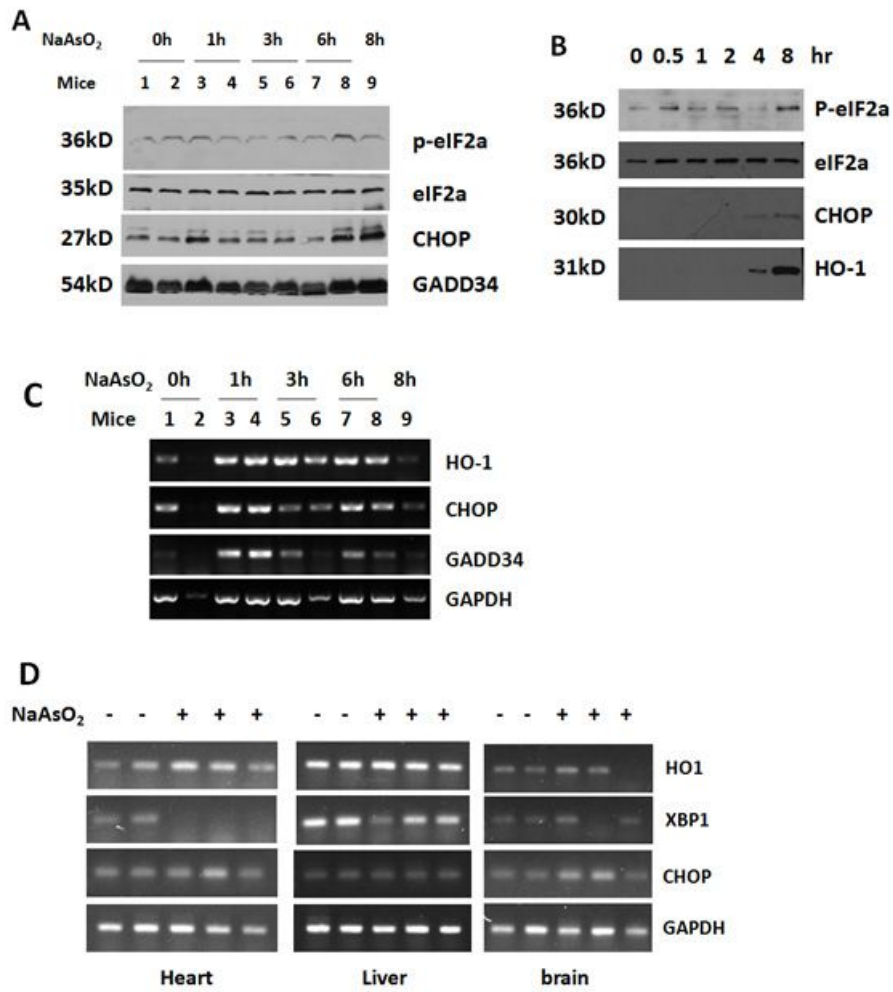 A
NaAsO2 0h 1h 3h 6h 8h
Mice 1 2 3 4 5 6 7 8 9
36kD p-eIF2a
35kD eIF2a
27kD CHOP
54kD GADD34
B
0 0.5 1 2 4 8 hr
36kD P-eIF2a
36kD eIF2a
30kD CHOP
31kD HO-1
C
NaAsO2 0h 1h 3h 6h 8h
Mice 1 2 3 4 5 6 7 8 9
HO-1
CHOP
GADD34
GAPDH
D
NaAsO2 - - + + + - - + + + - - + + +
HO1
XBP1
CHOP
GAPDH
Heart Liver brain